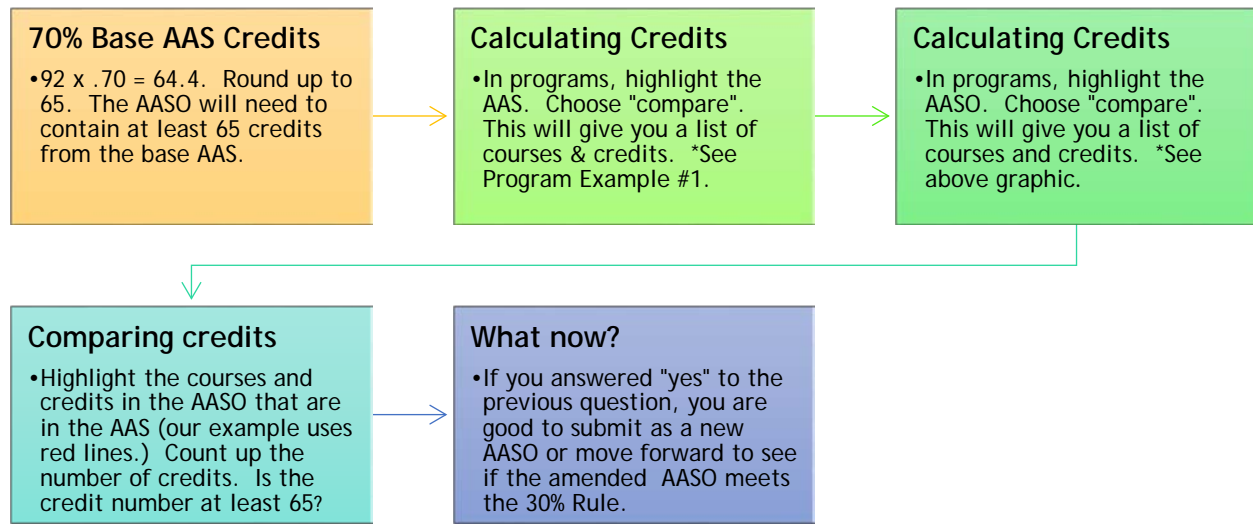 70% Base AAS Credits
•92 x .70 = 64.4. Round up to
65. The AASO will need to
contain at least 65 credits
from the base AAS.
Calculating Credits
•In programs, highlight the
AAS. Choose "compare".
This will give you a list of
courses & credits. *See
Program Example #1.
Calculating Credits
•In programs, highlight the
AASO. Choose "compare".
This will give you a list of
courses and credits. *See
above graphic.
Comparing credits
•Highlight the courses and
credits in the AASO that are
in the AAS (our example uses
red lines.) Count up the
number of credits. Is the
credit number at least 65?
What now?
•If you answered "yes" to the
previous question, you are
good to submit as a new
AASO or move forward to see
if the amended AASO meets
the 30% Rule.